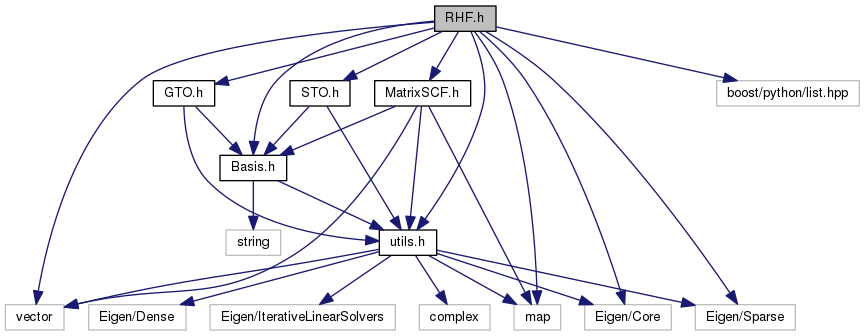 RHF.h
GTO.h
STO.h
MatrixSCF.h
boost/python/list.hpp
Basis.h
string
utils.h
vector
Eigen/Dense
Eigen/IterativeLinearSolvers
complex
map
Eigen/Core
Eigen/Sparse